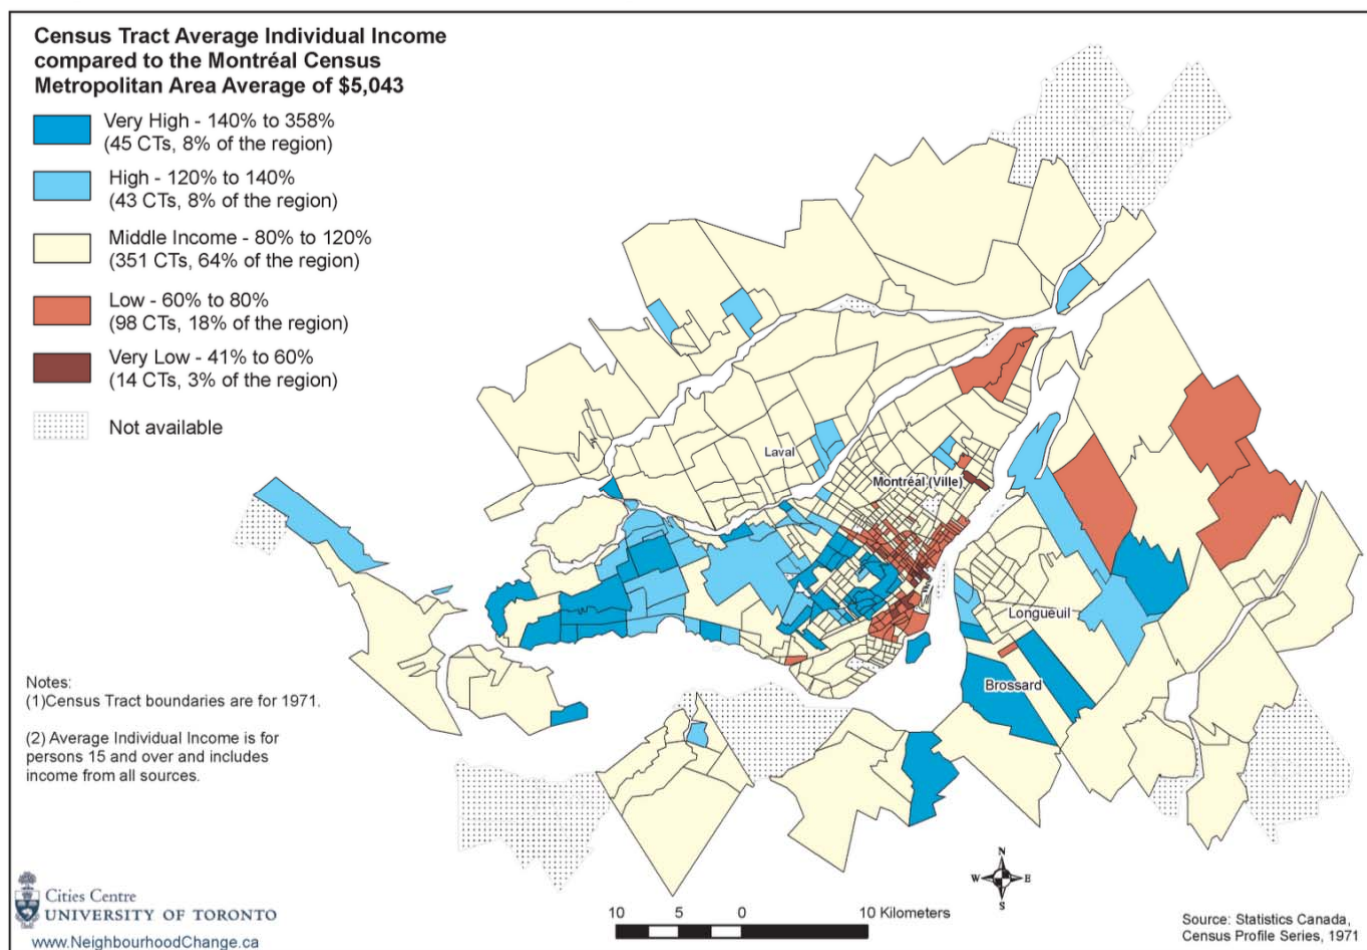 Census Tract Average Individual Income
compared to the Montréal Census
Metropolitan Area Average of $5,043
Very High - 140% to 358%
(45 CTs, 8% of the region)
High - 120% to 140%
(43 CTs, 8% of the region)
Middle Income - 80% to 120%
(351 CTs, 64% of the region)
Low - 60% to 80%
(98 CTs, 18% of the region)
Very Low - 41% to 60%
(14 CTs, 3% of the region)
Not available
Laval
Montréal (Ville)
Longueuil
Brossard
Notes:
(1)Census Tract boundaries are for 1971.
(2) Average Individual Income is for
persons 15 and over and includes
income from all sources.
N
W E
S
10 5 0 10 Kilometers
Cities Centre
UNIVERSITY OF TORONTO
www.NeighbourhoodChange.ca
Source: Statistics Canada,
Census Profile Series, 1971